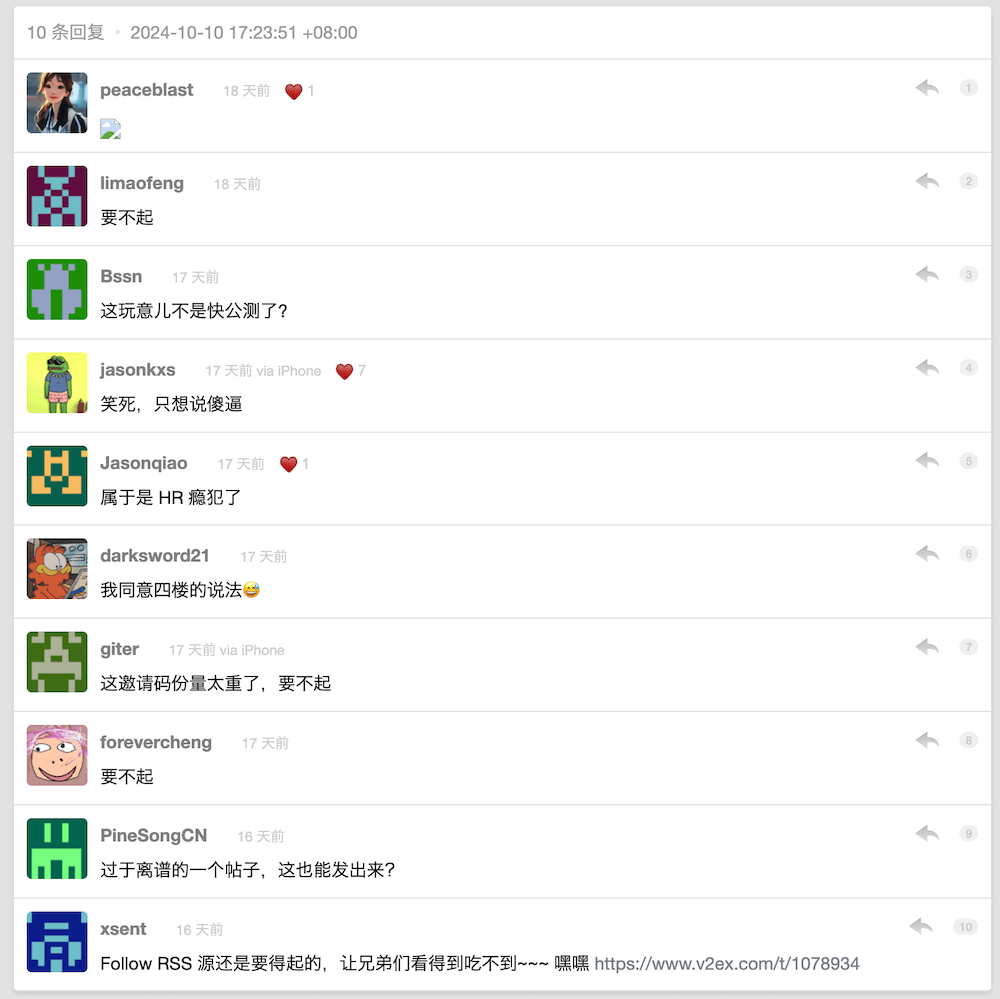 10 条回复 • 2024-10-10 17:23:51 +08:00
peaceblast 18 天前 ❤️ 1 1
limaofeng 18 天前 2
要不起
Bssn 17 天前 3
这玩意儿不是快公测了?
jasonkxs 17 天前 via iPhone ❤️ 7 4
笑死，只想说傻逼
Jasonqiao 17 天前 ❤️ 1 5
属于是 HR 瘾犯了
darksword21 17 天前 6
我同意四楼的说法😅
giter 17 天前 via iPhone 7
这邀请码份量太重了，要不起
forevercheng 17 天前 8
要不起
PineSongCN 16 天前 9
过于离谱的一个帖子，这也能发出来?
xsent 16 天前 10
Follow RSS 源还是要得起的，让兄弟们看得到吃不到~~~ 嘿嘿 https://www.v2ex.com/t/1078934